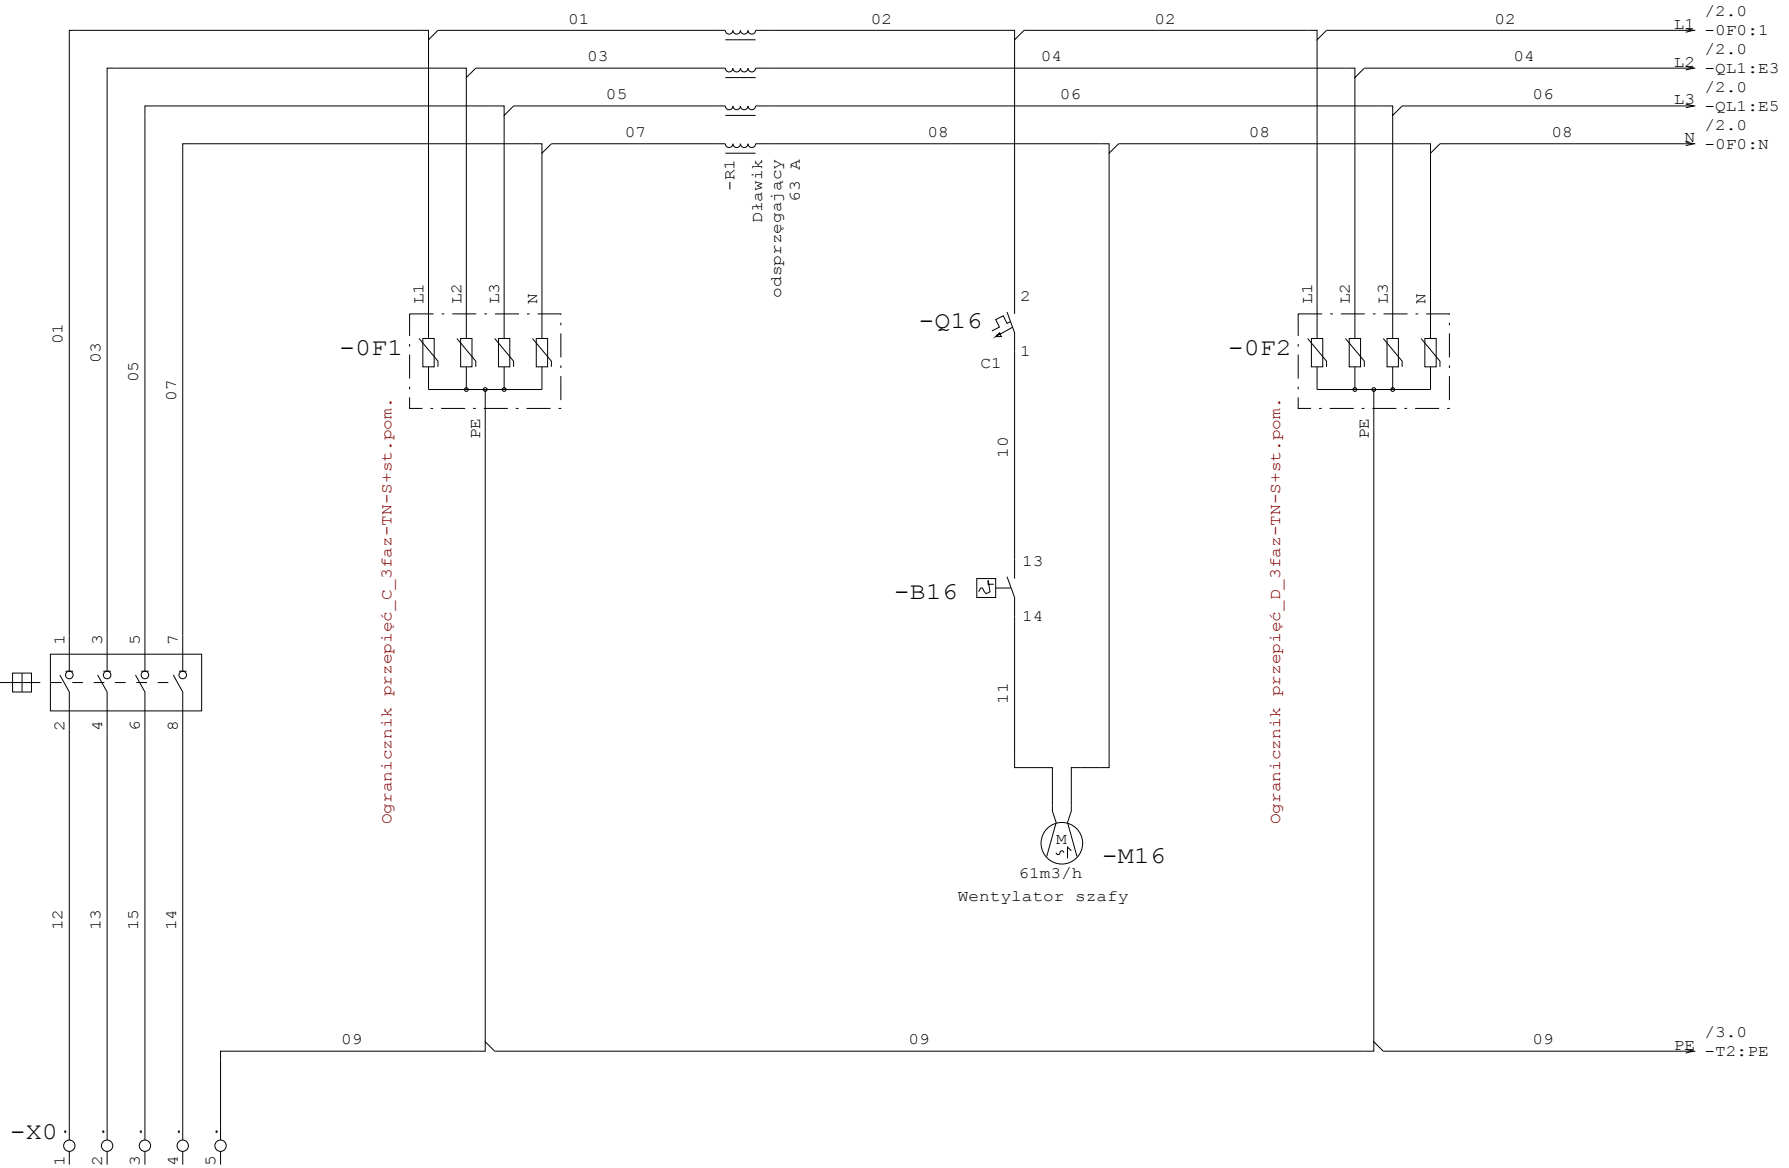 01
02
02
02
L1
/2.0
-0F0:1
03
04
04
L2
/2.0
-QL1:E3
05
06
06
L3
/2.0
-QL1:E5
07
08
08
08
N
/2.0
-0F0:N
-R1
Dławik
odsprzęgający
63 A
01
03
05
07
L1
L2
L3
N
-0F1
PE
Ogranicznik przepięć_C_3faz-TN-S+st.pom.
2
-Q16
1
C1
10
13
-B16
14
11
M
-M16
61m3/h
Wentylator szafy
L1
L2
L3
N
-0F2
PE
Ogranicznik przepięć_D_3faz-TN-S+st.pom.
1
3
5
7
2
4
6
8
12
13
15
14
09
09
09
PE
/3.0
-T2:PE
-X0
1
2
3
4
5